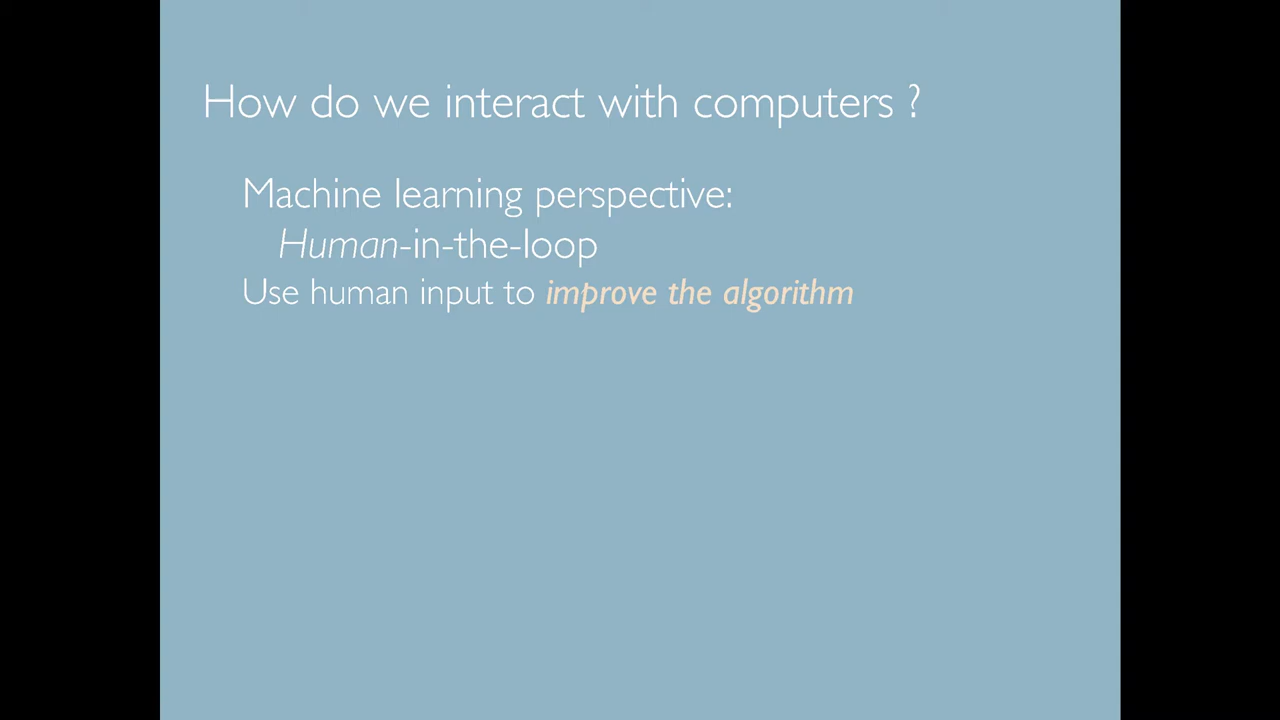 How do we interact with computers ?
Machine learning perspective:
Human-in-the-loop
Use human input to improve the algorithm